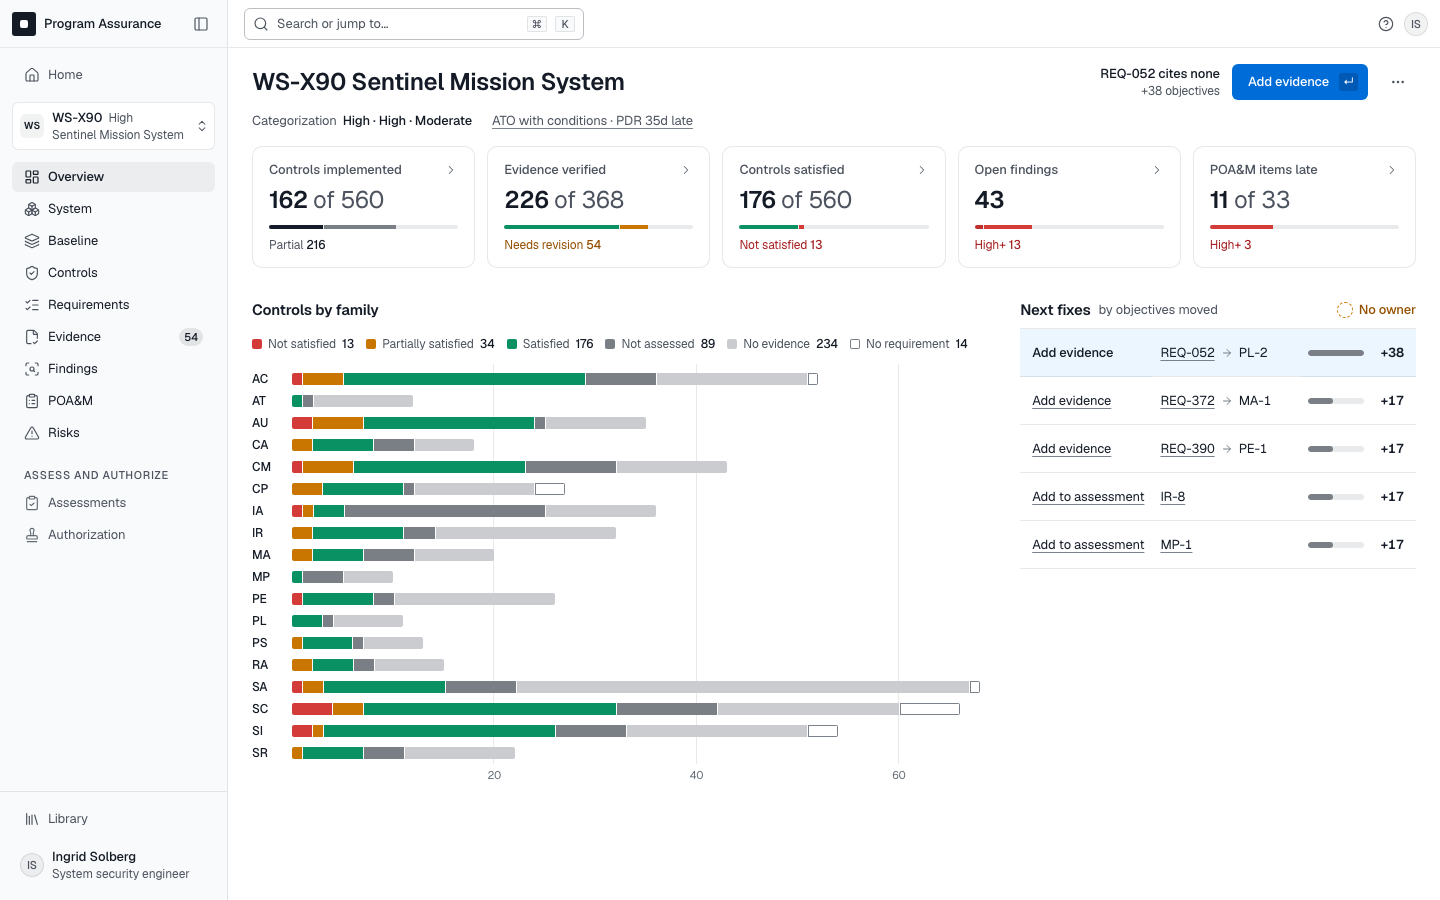 Program Assurance
Search or jump to...
⌘ K
IS
Home
WS WS-X90 High
Sentinel Mission System
Overview
System
Baseline
Controls
Requirements
Evidence 54
Findings
POA&M
Risks
ASSESS AND AUTHORIZE
Assessments
Authorization
Library
IS Ingrid Solberg
System security engineer
WS-X90 Sentinel Mission System
REQ-052 cites none
+38 objectives
Add evidence ↵
Categorization High · High · Moderate ATO with conditions · PDR 35d late
Controls implemented
162 of 560
Partial 216
Evidence verified
226 of 368
Needs revision 54
Controls satisfied
176 of 560
Not satisfied 13
Open findings
43
High+ 13
POA&M items late
11 of 33
High+ 3
Controls by family
Not satisfied 13 Partially satisfied 34 Satisfied 176 Not assessed 89 No evidence 234 No requirement 14
AC
AT
AU
CA
CM
CP
IA
IR
MA
MP
PE
PL
PS
RA
SA
SC
SI
SR
20 40 60
Next fixes by objectives moved No owner
Add evidence REQ-052 → PL-2 +38
Add evidence REQ-372 → MA-1 +17
Add evidence REQ-390 → PE-1 +17
Add to assessment IR-8 +17
Add to assessment MP-1 +17